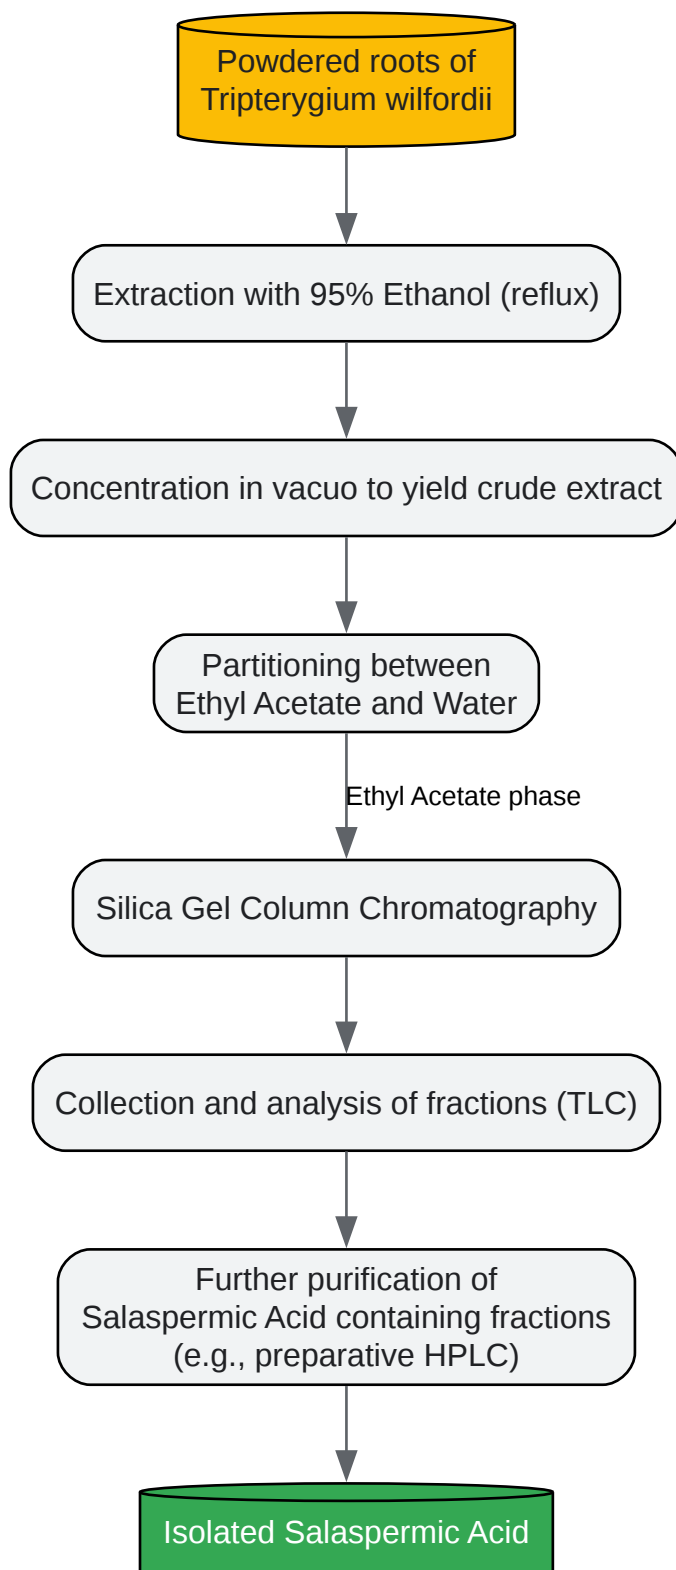 Powdered roots of
Tripterygium wilfordii
Extraction with 95% Ethanol (reflux)
Concentration in vacuo to yield crude extract
Partitioning between
Ethyl Acetate and Water
Ethyl Acetate phase
Silica Gel Column Chromatography
Collection and analysis of fractions (TLC)
Further purification of
Salaspermic Acid containing fractions
(e.g., preparative HPLC)
Isolated Salaspermic Acid